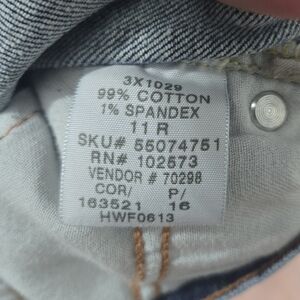 3X1029
99% COTTON
1% SPANDEX
11 R
SKU# 55074751
RN# 102573
VENDOR # 70298
COR/ P/
163521 16
HWF0613